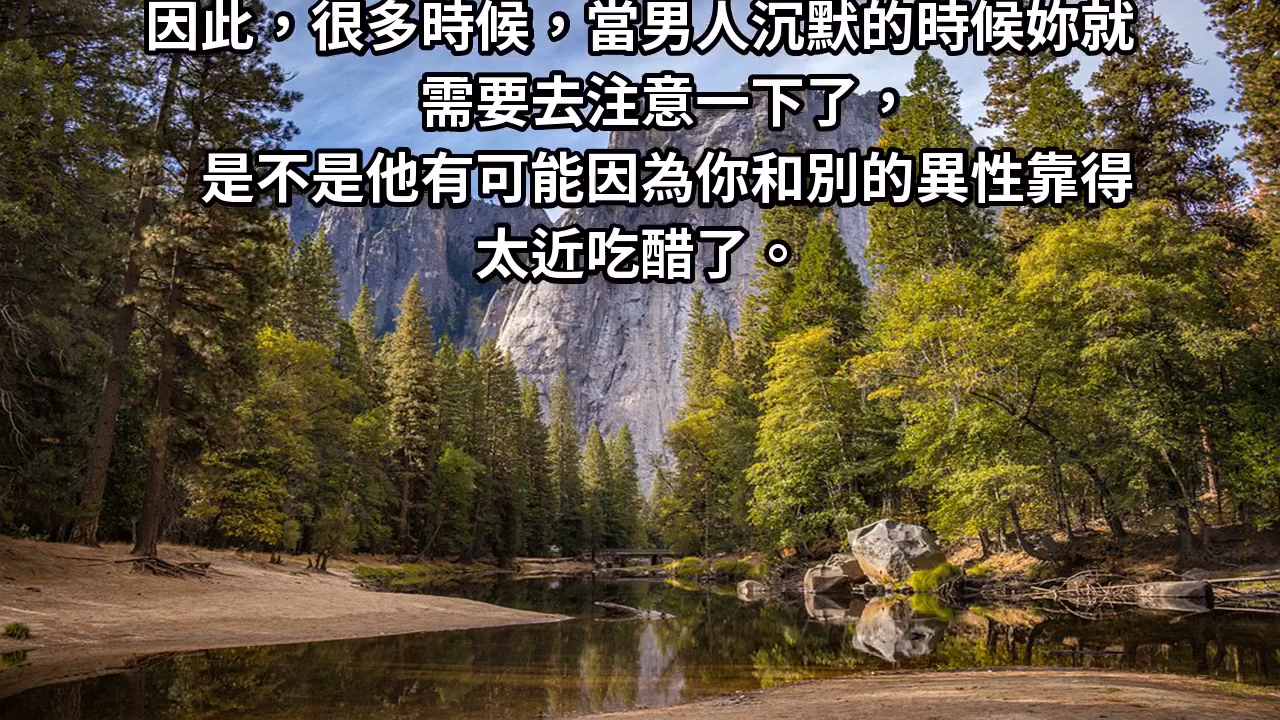 因此，很多時候，當男人沉默的時候妳就
需要去注意一下了，
是不是他有可能因為你和別的異性靠得
太近吃醋了。